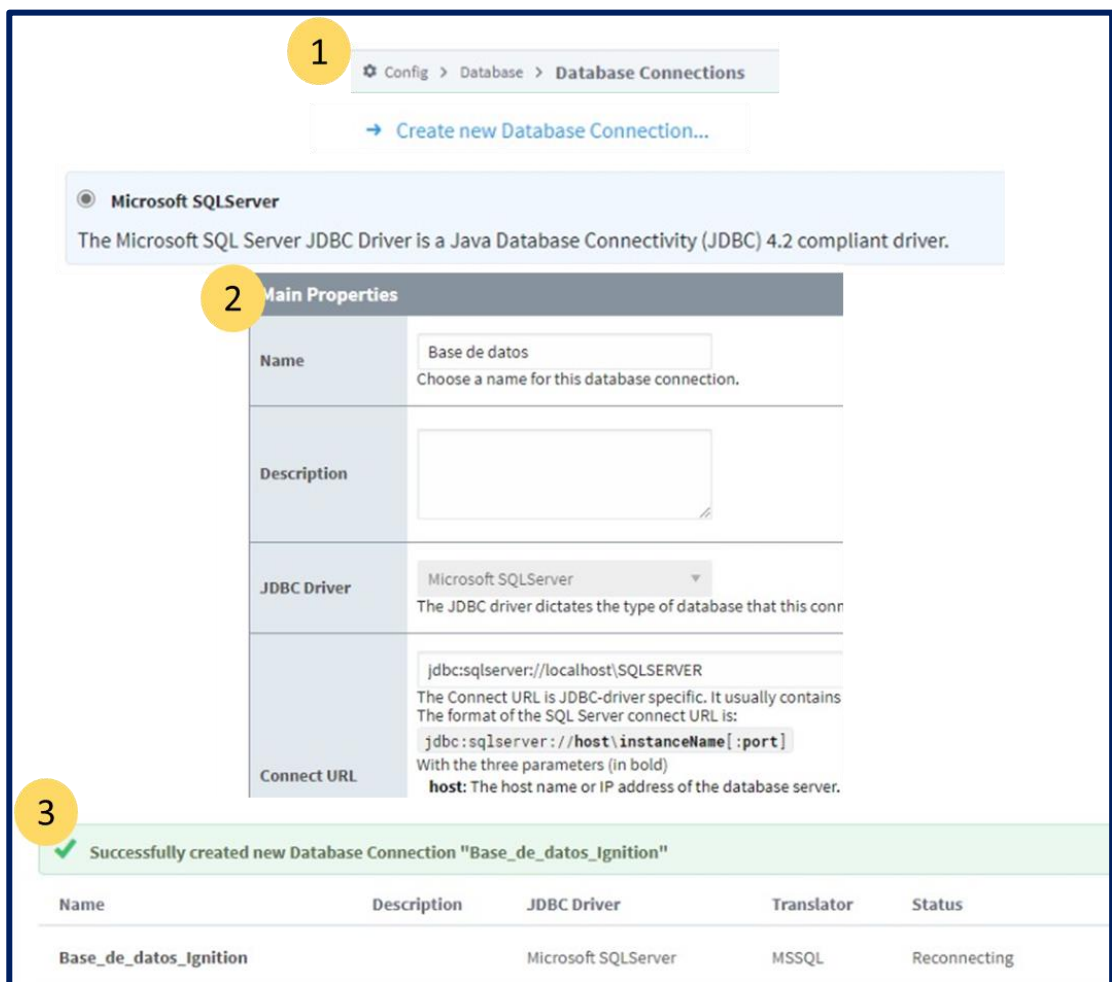 1
Config > Database > Database Connections
→ Create new Database Connection...
Microsoft SQLServer
The Microsoft SQL Server JDBC Driver is a Java Database Connectivity (JDBC) 4.2 compliant driver.
2
Main Properties
Name
Base de datos
Choose a name for this database connection.
Description
JDBC Driver
Microsoft SQLServer
The JDBC driver dictates the type of database that this conn
Connect URL
jdbc:sqlserver://localhost\SQLSERVER
The Connect URL is JDBC-driver specific. It usually contains
The format of the SQL Server connect URL is:
jdbc:sqlserver://host\instanceName[:port]
With the three parameters (in bold)
host: The host name or IP address of the database server.
3
Successfully created new Database Connection "Base_de_datos_Ignition"
Name Description JDBC Driver Translator Status
Base_de_datos_Ignition Microsoft SQLServer MSSQL Reconnecting